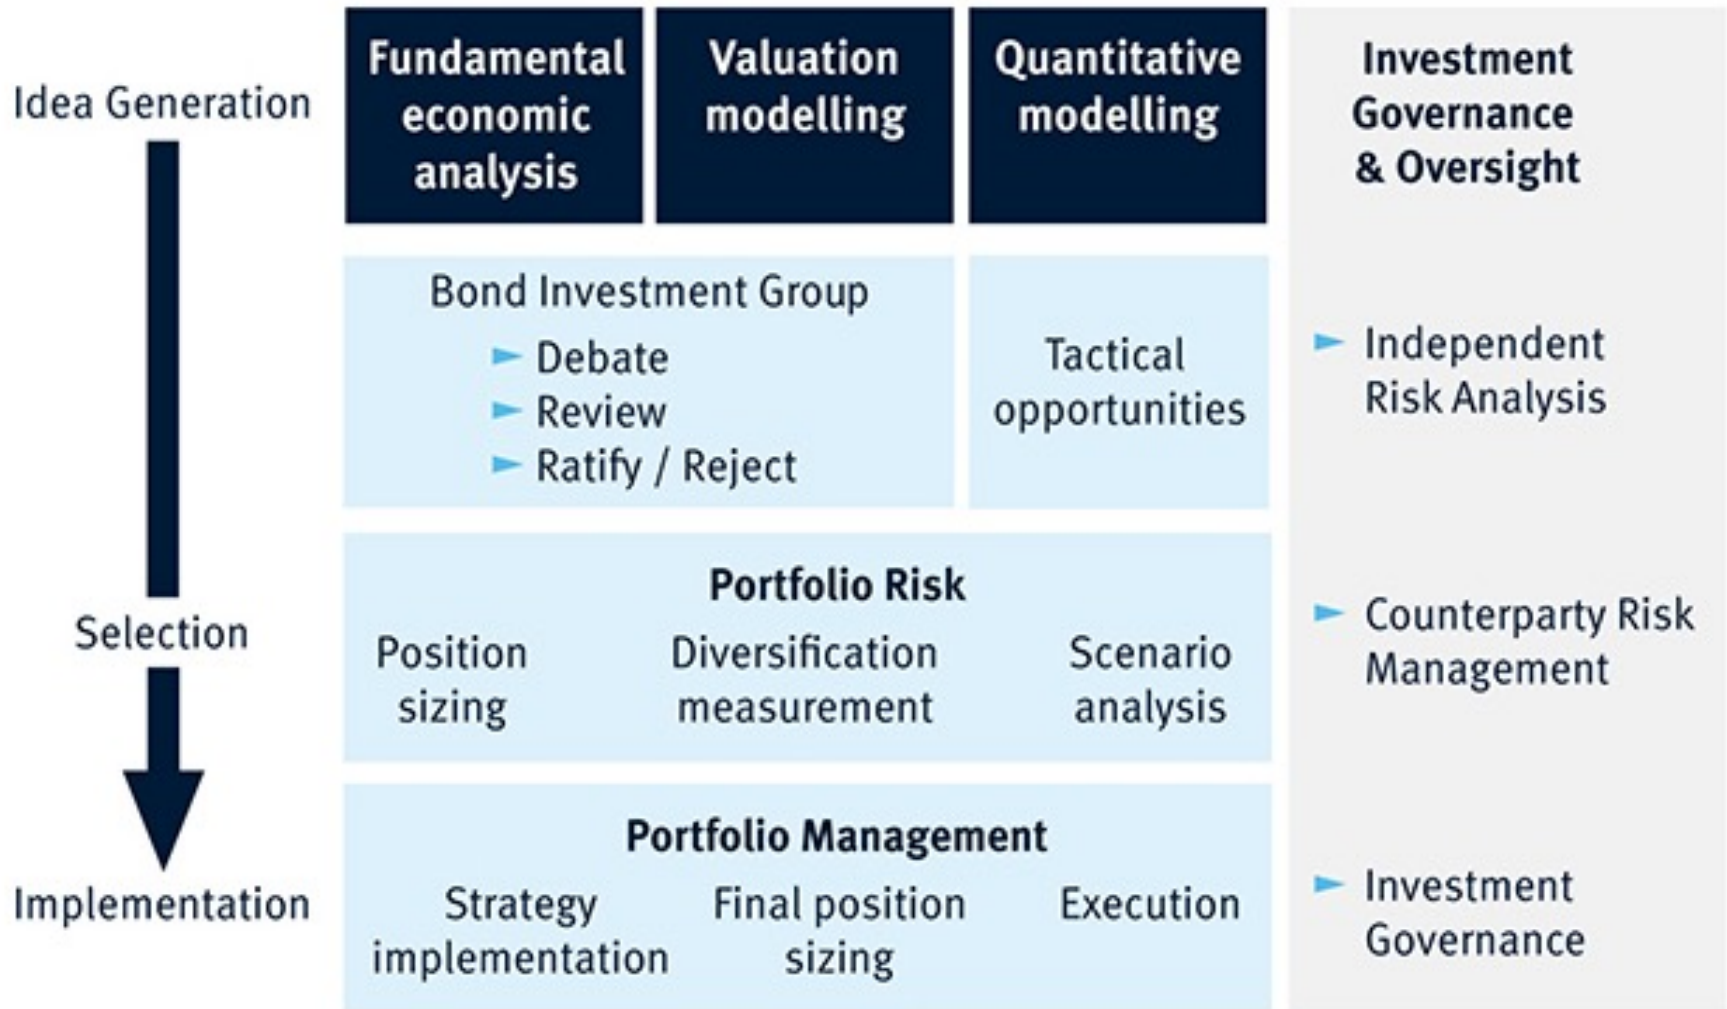 Idea Generation
Fundamental
economic
analysis
Valuation
modelling
Quantitative
modelling
Investment
Governance
& Oversight
Bond Investment Group
► Debate
► Review
► Ratify / Reject
Tactical
opportunities
► Independent
Risk Analysis
Selection
Portfolio Risk
Position
sizing
Diversification
measurement
Scenario
analysis
► Counterparty Risk
Management
Implementation
Portfolio Management
Strategy
implementation
Final position
sizing
Execution
► Investment
Governance